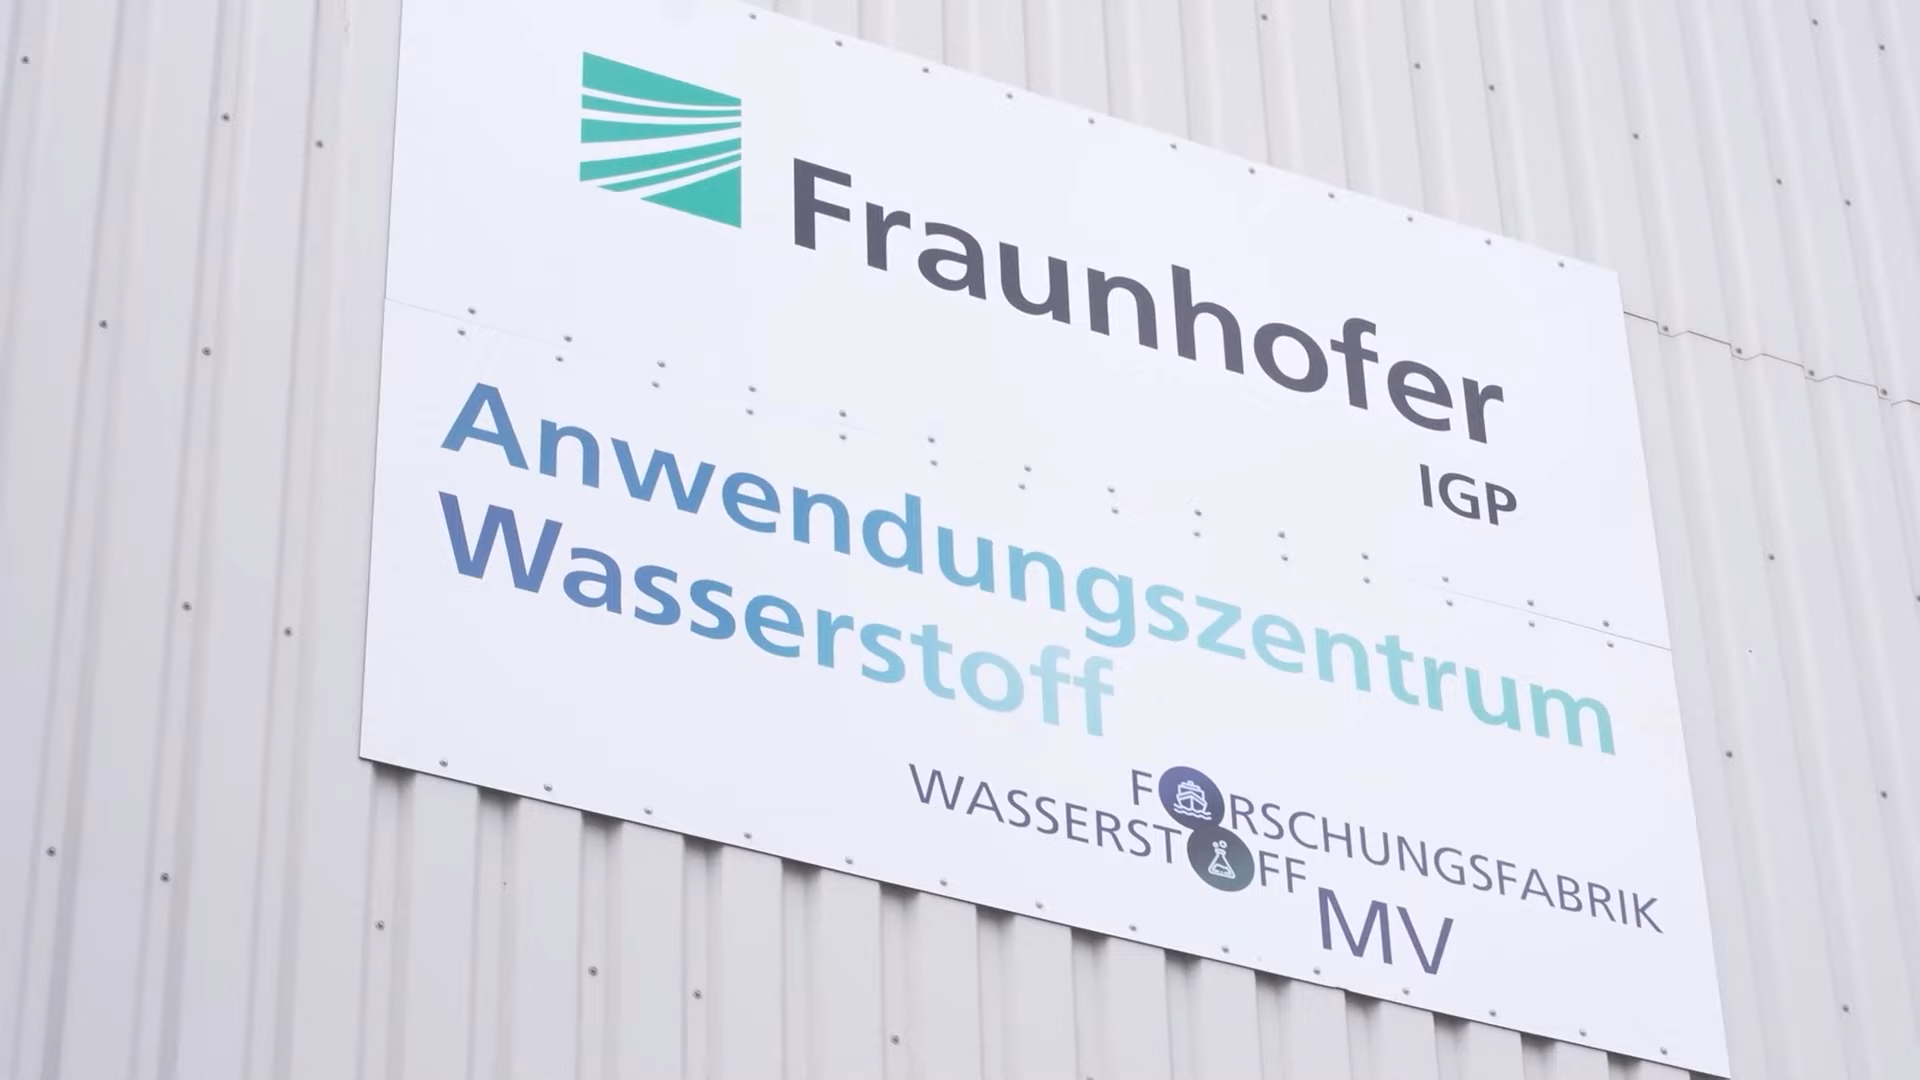 Fraunhofer
IGP
Anwendungszentrum
Wasserstoff
FORSCHUNGSFABRIK
WASSERSTOFF
MV